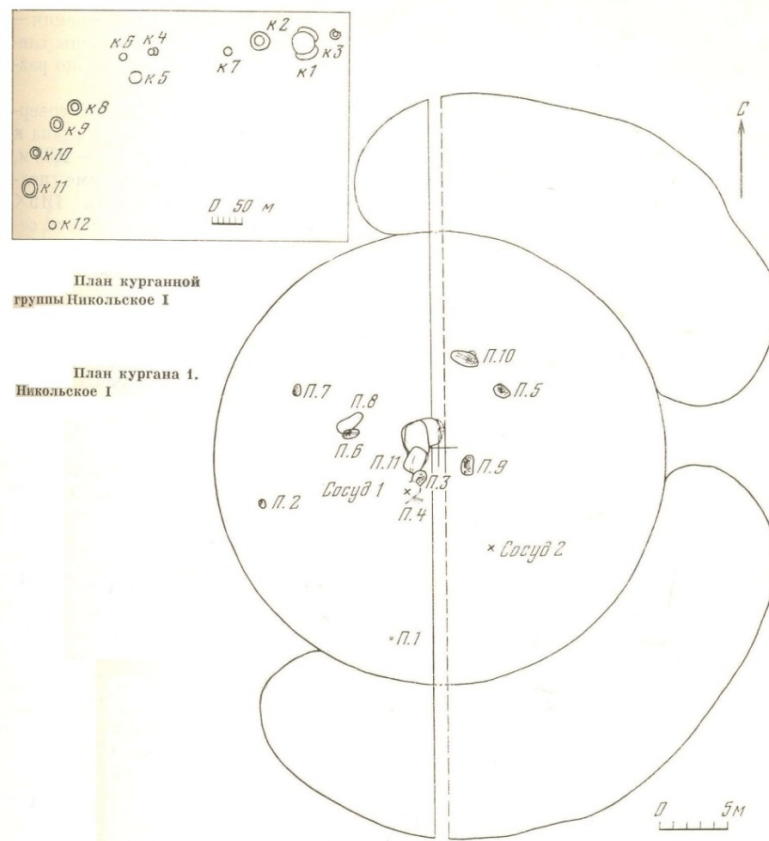 к2
к6
к4
к3
к7
к1
к5
к8
к9
к10
к11
0 50 м
к12
С
План курганной
группы Никольское I
План кургана 1.
Никольское I
П.10
П.7
П.5
П.8
П.6
П.11
П.9
П.3
Сосуд 1
П.2
П.4
Сосуд 2
П.1
0 5м